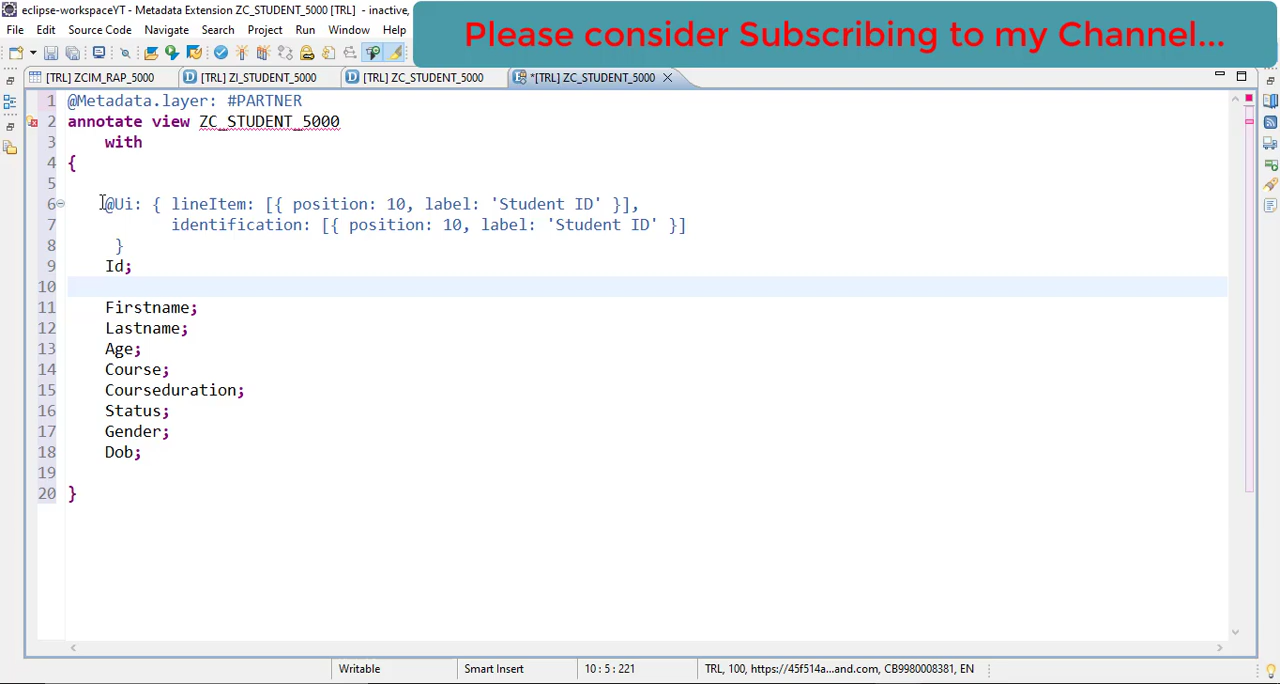 eclipse-workspaceYT - Metadata Extension ZC_STUDENT_5000 [TRL] - inactive,
Please consider Subscribing to my Channel...
File Edit Source Code Navigate Search Project Run Window Help
[TRL] ZCIM_RAP_5000 [TRL] ZI_STUDENT_5000 [TRL] ZC_STUDENT_5000 *[TRL] ZC_STUDENT_5000
1 @Metadata.layer: #PARTNER
2 annotate view ZC_STUDENT_5000
3 with
4 {
5
6 @Ui: { lineItem: [{ position: 10, label: 'Student ID' }],
7 identification: [{ position: 10, label: 'Student ID' }]
8 }
9 Id;
10
11 Firstname;
12 Lastname;
13 Age;
14 Course;
15 Courseduration;
16 Status;
17 Gender;
18 Dob;
19
20 }
Writable Smart Insert 10 : 5 : 221 TRL, 100, https://45f514a...and.com, CB9980008381, EN